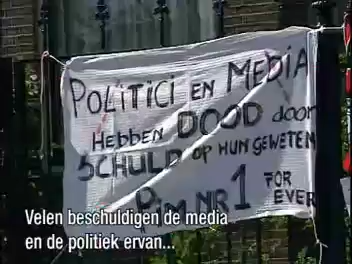 POLITICI EN MEDIA
HEBBEN DOOD door
SCHULD OP HUN GEWETEN
PIM NR 1 FOR
EVER
Velen beschuldigen de media
en de politiek ervan...